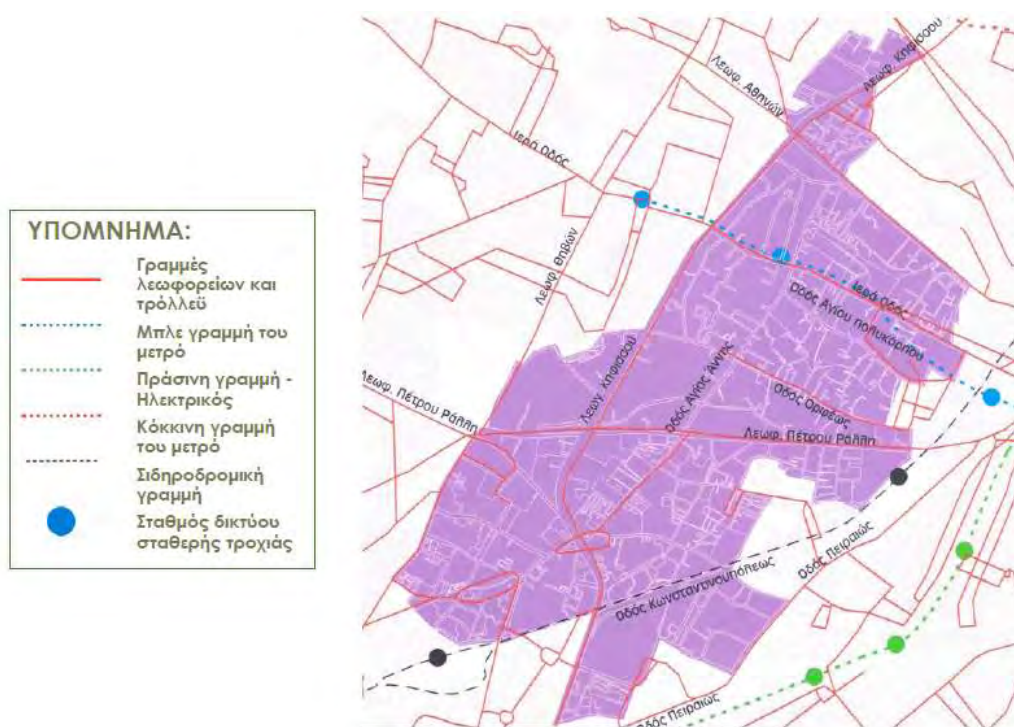 ΥΠΟΜΝΗΜΑ:
Γραμμές
λεωφορείων και
τρόλλεϋ
Μπλε γραμμή του
μετρό
Πράσινη γραμμή -
Ηλεκτρικός
Κόκκινη γραμμή
του μετρό
Σιδηροδρομική
γραμμή
Σταθμός δικτύου
σταθερής τροχιάς
Λεωφ. Κηφισσού
Λεωφ. Αθηνών
Ιερά Οδός
Λεωφ. Θηβών
Ιερά Οδός
Οδός Αγίου Πολυκάρπου
Λεωφ. Κηφισσού
Οδός Αγίας Άννης
Οδός Ορφέως
Λεωφ. Πέτρου Ράλλη
Λεωφ. Πέτρου Ράλλη
Οδός Πειραιώς
Οδός Κωνσταντινουπόλεως
Οδός Πειραιώς